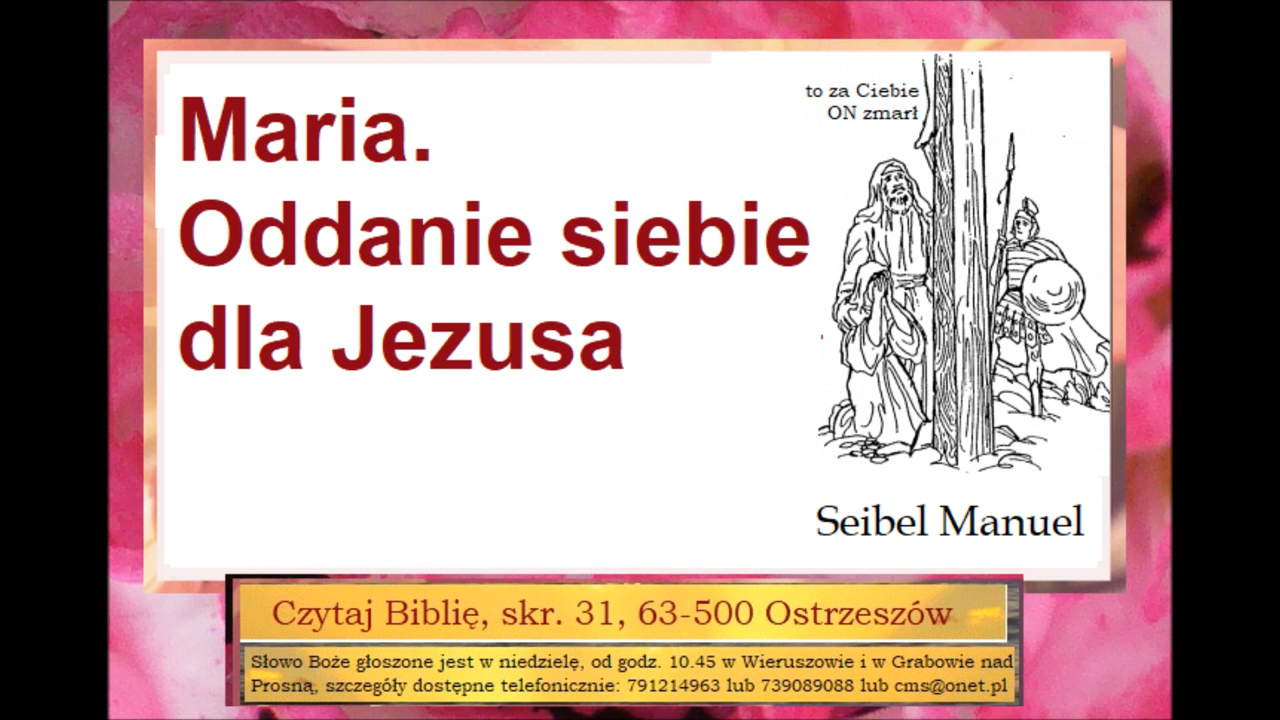 Maria.
Oddanie siebie
dla Jezusa
to za Ciebie
ON zmarł
Seibel Manuel
Czytaj Biblię, skr. 31, 63-500 Ostrzeszów
Słowo Boże głoszone jest w niedzielę, od godz. 10.45 w Wieruszowie i w Grabowie nad
Prosną, szczegóły dostępne telefonicznie: 791214963 lub 739089088 lub cms@onet.pl